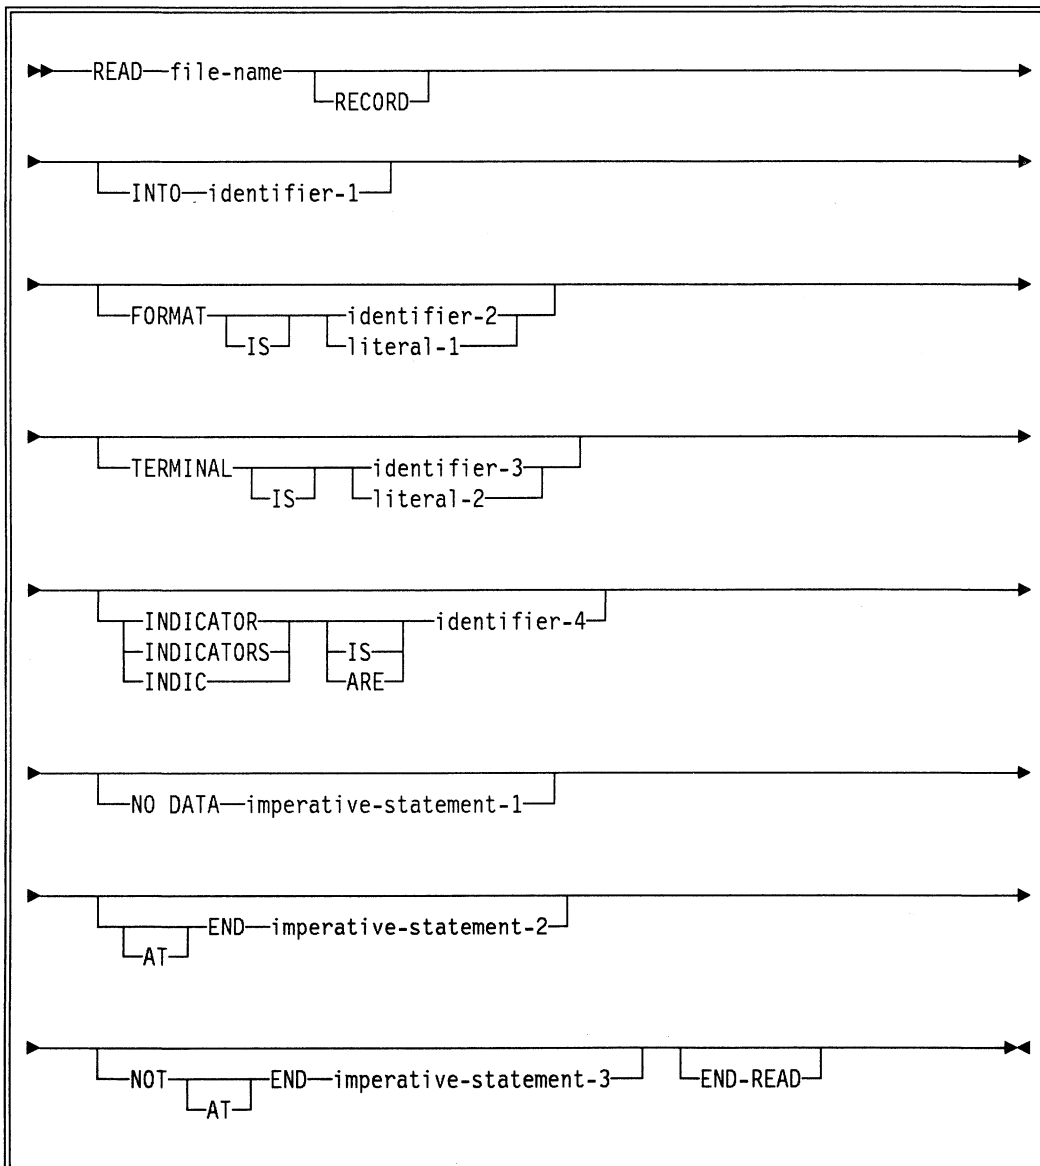 READ file-name
RECORD
INTO identifier-1
FORMAT identifier-2
IS literal-1
TERMINAL identifier-3
IS literal-2
INDICATOR identifier-4
INDICATORS IS
INDIC ARE
NO DATA imperative-statement-1
END imperative-statement-2
AT
NOT END imperative-statement-3 END-READ
AT